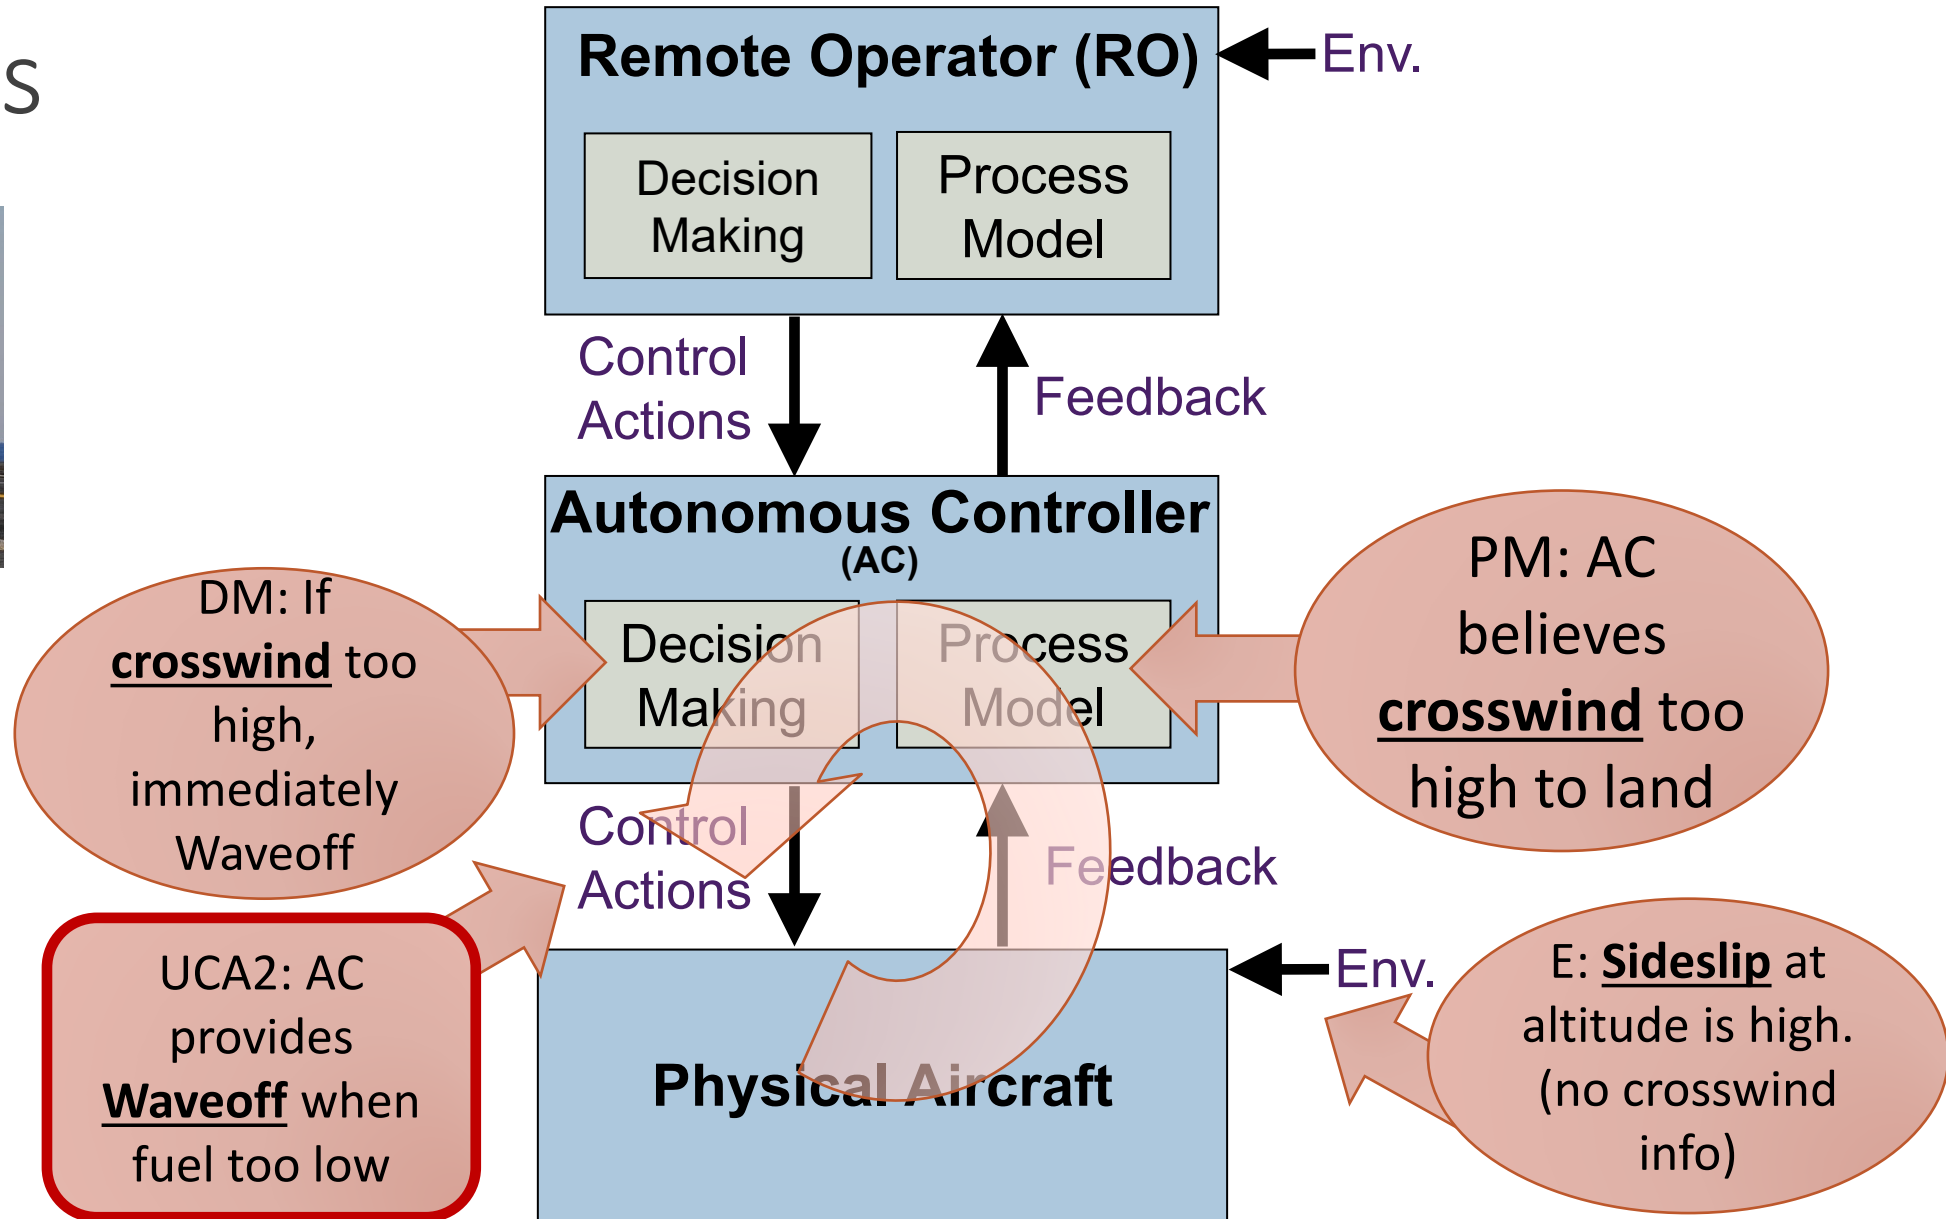 S
Remote Operator (RO)
Env.
Decision
Making
Process
Model
Control
Actions
Feedback
Autonomous Controller
(AC)
DM: If
crosswind too
high,
immediately
Waveoff
Decision
Making
Process
Model
PM: AC
believes
crosswind too
high to land
Control
Actions
Feedback
UCA2: AC
provides
Waveoff when
fuel too low
Physical Aircraft
Env.
E: Sideslip at
altitude is high.
(no crosswind
info)